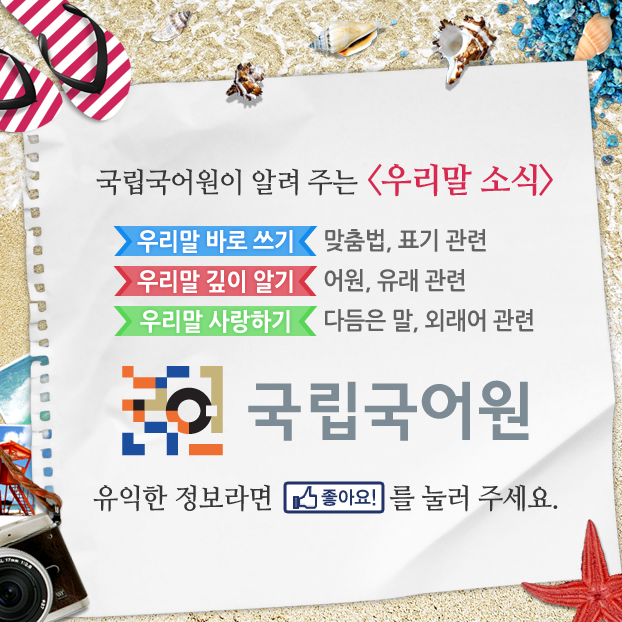 국립국어원이 알려 주는 〈우리말 소식〉
우리말 바로 쓰기 맞춤법, 표기 관련
우리말 깊이 알기 어원, 유래 관련
우리말 사랑하기 다듬은 말, 외래어 관련
국립국어원
유익한 정보라면 좋아요! 를 눌러 주세요.